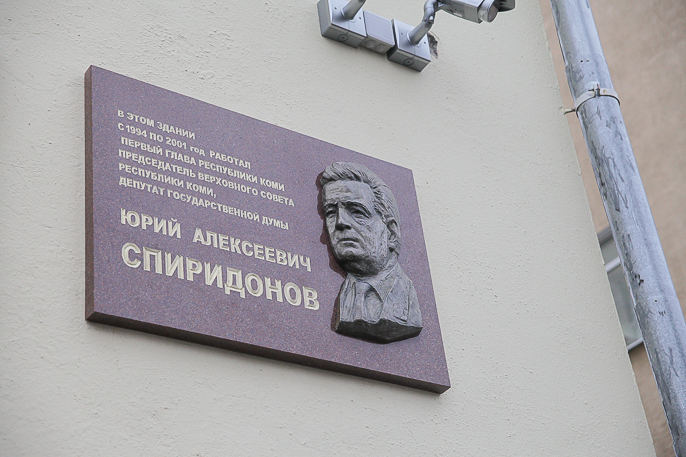 В ЭТОМ ЗДАНИИ
С 1994 ПО 2001 год РАБОТАЛ
ПЕРВЫЙ ГЛАВА РЕСПУБЛИКИ КОМИ
ПРЕДСЕДАТЕЛЬ ВЕРХОВНОГО СОВЕТА
РЕСПУБЛИКИ КОМИ,
ДЕПУТАТ ГОСУДАРСТВЕННОЙ ДУМЫ
ЮРИЙ АЛЕКСЕЕВИЧ
СПИРИДОНОВ